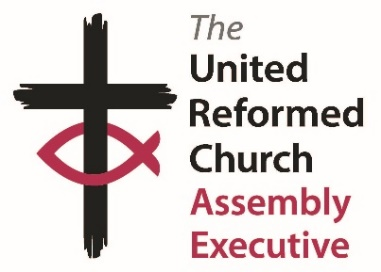 The
United
Reformed
Church
Assembly
Executive